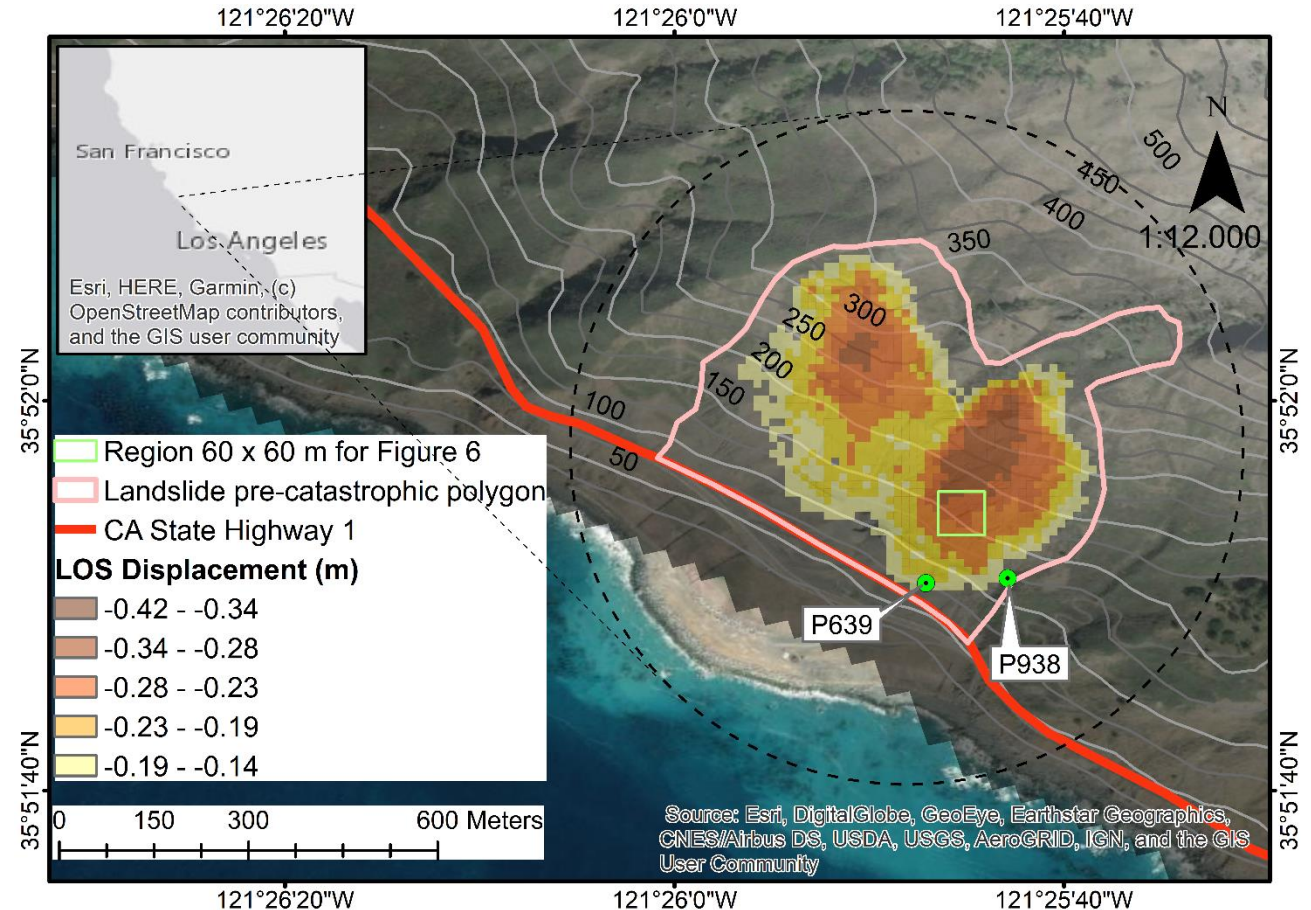 121°26'20"W 121°26'0"W 121°25'40"W
San Francisco
Los Angeles
Esri, HERE, Garmin, (c)
OpenStreetMap contributors,
and the GIS user community
N
1:12.000
500
450
400
350
300
250
200
150
100
50
35°52'0"N
35°52'0"N
35°51'40"N
35°51'40"N
P639
P938
Region 60 x 60 m for Figure 6
Landslide pre-catastrophic polygon
CA State Highway 1
LOS Displacement (m)
-0.42 - -0.34
-0.34 - -0.28
-0.28 - -0.23
-0.23 - -0.19
-0.19 - -0.14
0 150 300 600 Meters
Source: Esri, DigitalGlobe, GeoEye, Earthstar Geographics,
CNES/Airbus DS, USDA, USGS, AeroGRID, IGN, and the GIS
User Community
121°26'20"W 121°26'0"W 121°25'40"W